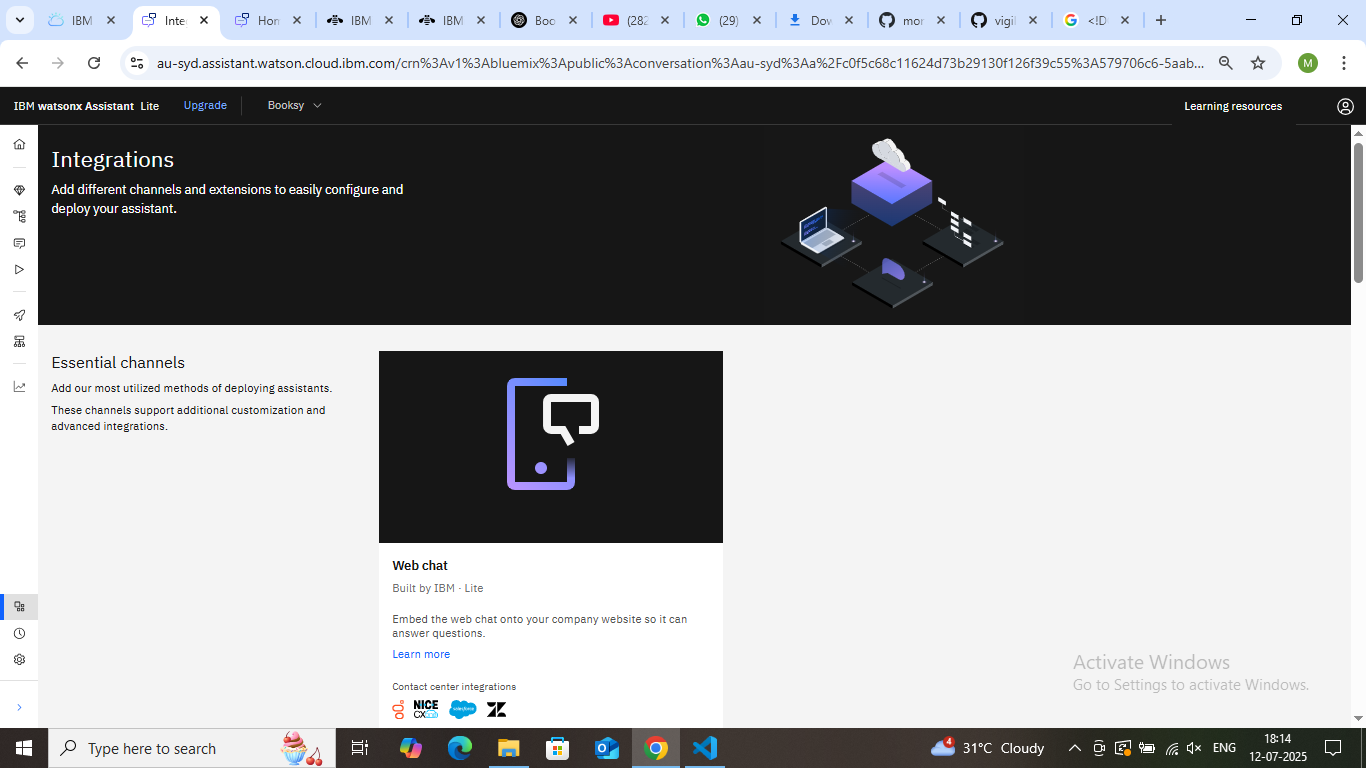 IBM
Inte
Hon
IBM
IBM
Boo
(282
(29)
Dov
mor
vigil
<!D
au-syd.assistant.watson.cloud.ibm.com/crn%3Av1%3Abluemix%3Apublic%3Aconversation%3Aau-syd%3Aa%2Fc0f5c68c11624d73b29130f126f39c55%3A579706c6-5aab...
M
IBM watsonx Assistant Lite
Upgrade
Booksy
Learning resources
Integrations
Add different channels and extensions to easily configure and
deploy your assistant.
Essential channels
Add our most utilized methods of deploying assistants.
These channels support additional customization and
advanced integrations.
Web chat
Built by IBM · Lite
Embed the web chat onto your company website so it can
answer questions.
Learn more
Contact center integrations
NICE
CXone
salesforce
Activate Windows
Go to Settings to activate Windows.
Type here to search
4
31°C Cloudy
ENG
18:14
12-07-2025